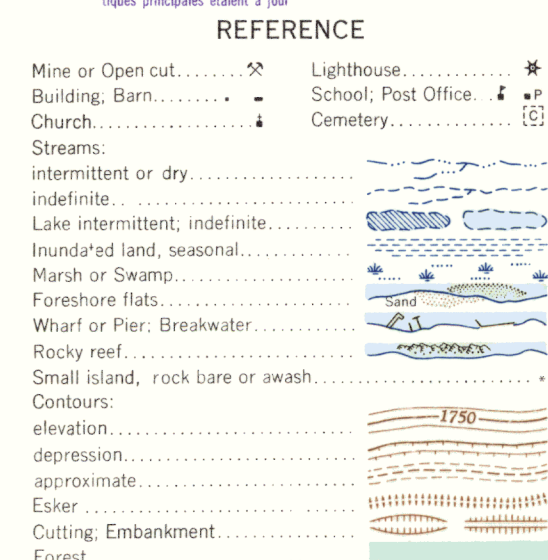 tiques principales étaient à jour
REFERENCE
Mine or Open cut........
Building; Barn.........
Church...................
Streams:
intermittent or dry....................
indefinite.. ..........................
Lake intermittent; indefinite..........
Inundated land, seasonal.............
Marsh or Swamp.....................
Foreshore flats.......................
Wharf or Pier; Breakwater............
Rocky reef............................
Small island, rock bare or awash........................... *
Contours:
elevation..............................
depression............................
approximate..........................
Esker .................................
Cutting; Embankment.................
Forest
Lighthouse..............
School; Post Office... P
Cemetery............... C
Sand
1750